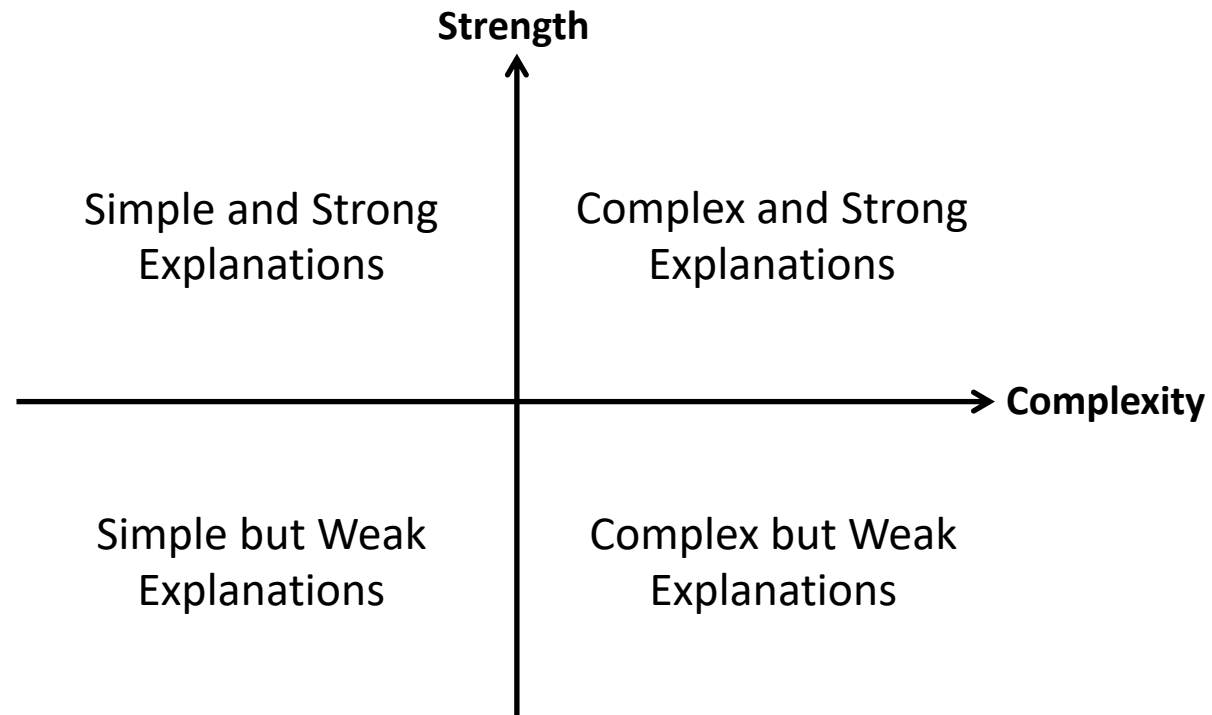 Strength
Simple and Strong
Explanations
Complex and Strong
Explanations
Complexity
Simple but Weak
Explanations
Complex but Weak
Explanations